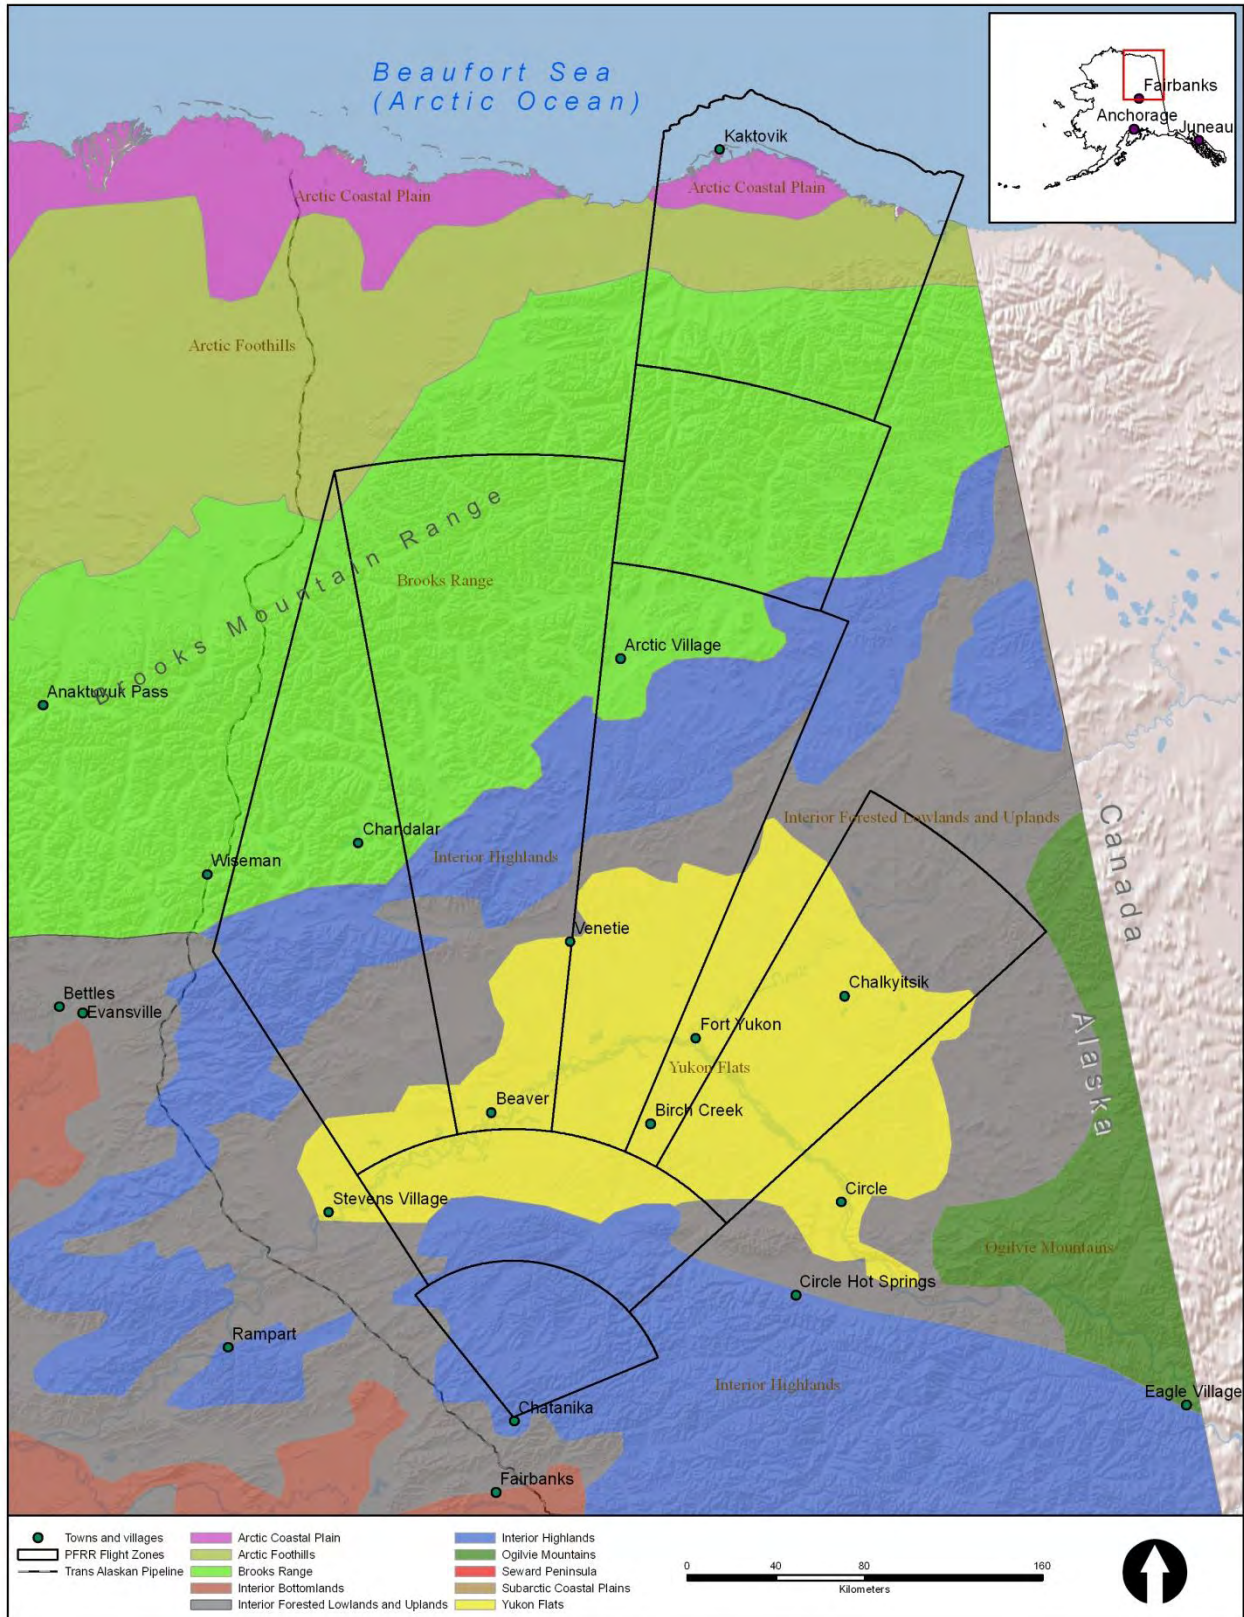 Beaufort Sea
(Arctic Ocean)
Fairbanks
Anchorage
Juneau
Kaktovik
Arctic Coastal Plain
Arctic Coastal Plain
Arctic Foothills
Brooks Mountain Range
Brooks Range
Arctic Village
Anaktuvuk Pass
Chandalar
Wiseman
Interior Highlands
Interior Forested Lowlands and Uplands
Canada
Venetie
Bettles
Evansville
Chalkyitsik
Fort Yukon
Yukon Flats
Alaska
Beaver
Birch Creek
Stevens Village
Circle
Ogilvie Mountains
Circle Hot Springs
Rampart
Interior Highlands
Eagle Village
Chatanika
Fairbanks
Towns and villages
PFRR Flight Zones
Trans Alaskan Pipeline
Arctic Coastal Plain
Arctic Foothills
Brooks Range
Interior Bottomlands
Interior Forested Lowlands and Uplands
Interior Highlands
Ogilvie Mountains
Seward Peninsula
Subarctic Coastal Plains
Yukon Flats
0 40 80 160
Kilometers